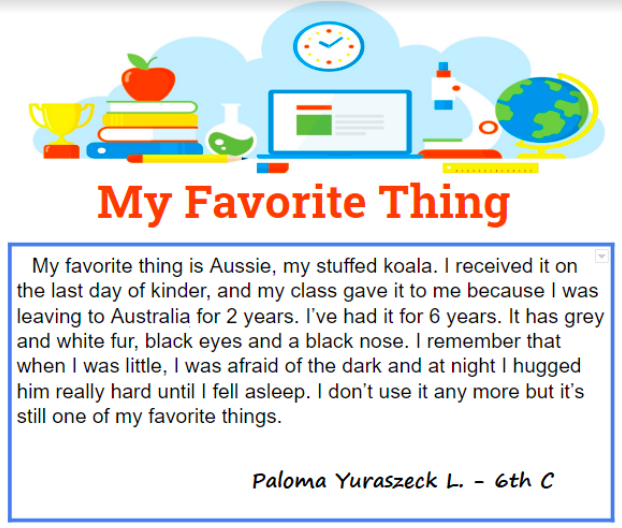 My Favorite Thing
My favorite thing is Aussie, my stuffed koala. I received it on
the last day of kinder, and my class gave it to me because I was
leaving to Australia for 2 years. I've had it for 6 years. It has grey
and white fur, black eyes and a black nose. I remember that
when I was little, I was afraid of the dark and at night I hugged
him really hard until I fell asleep. I don't use it any more but it's
still one of my favorite things.
Paloma Yuraszeck L. - 6th C